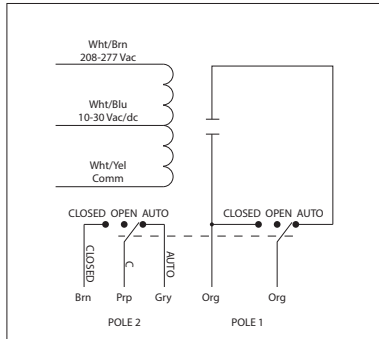 Wht/Brn
208-277 Vac
Wht/Blu
10-30 Vac/dc
Wht/Yel
Comm
CLOSED OPEN AUTO
CLOSED OPEN AUTO
CLOSED
C
AUTO
Brn Prp Gry Org Org
POLE 2 POLE 1